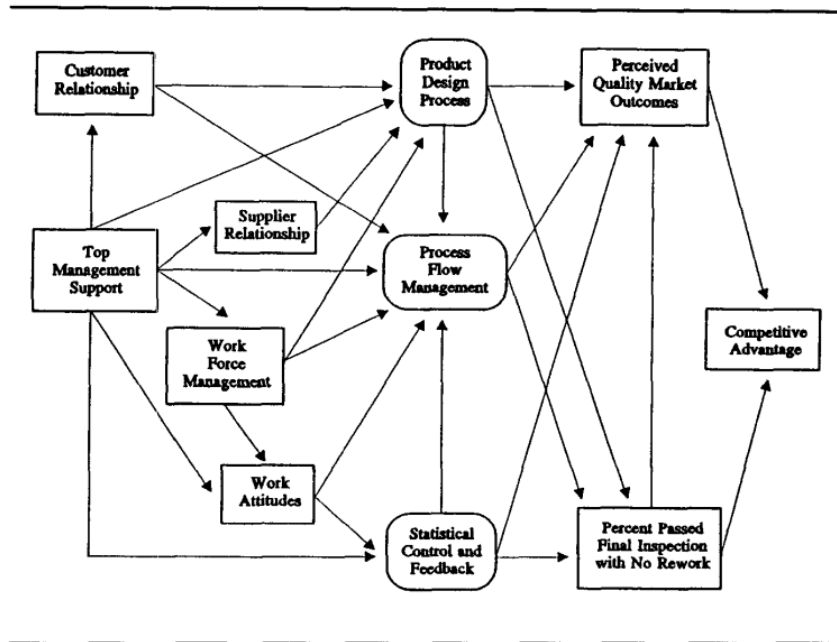 Customer
Relationship
Product
Design
Process
Perceived
Quality Market
Outcomes
Supplier
Relationship
Top
Management
Support
Process
Flow
Management
Work
Force
Management
Competitive
Advantage
Work
Attitudes
Statistical
Control and
Feedback
Percent Passed
Final Inspection
with No Rework